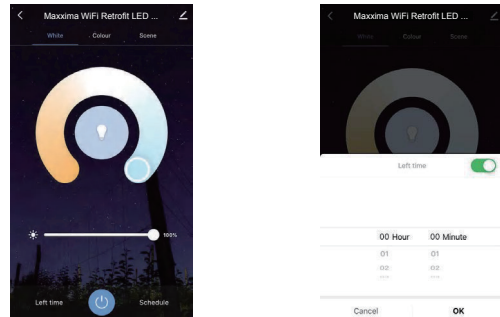 Maxxima WiFi Retrofit LED ...
White Colour Scene
100%
Left time Schedule
Maxxima WiFi Retrofit LED ...
White Colour Scene
Left time
00 Hour 00 Minute
01 01
02 02
Cancel OK